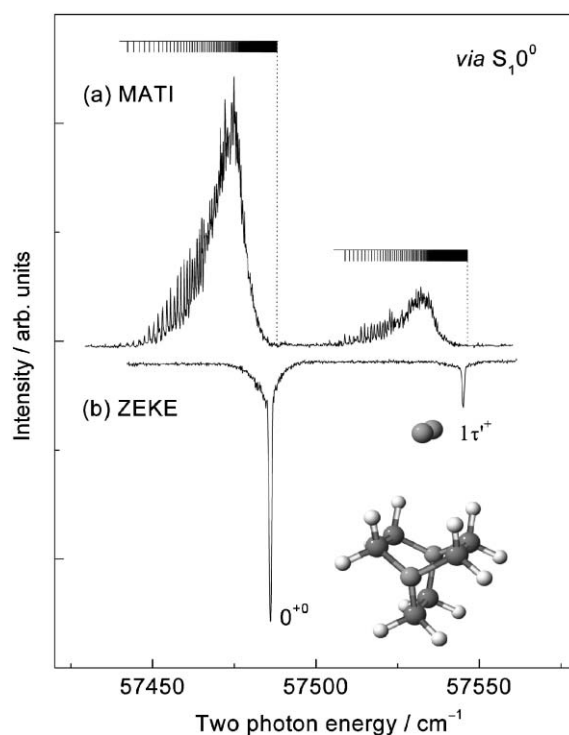 via S₁0⁰
(a) MATI
(b) ZEKE
1τ'⁺
0⁺⁰
Intensity / arb. units
57450 57500 57550
Two photon energy / cm⁻¹